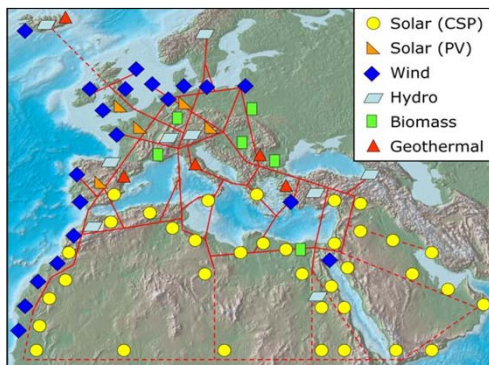 Solar (CSP)
Solar (PV)
Wind
Hydro
Biomass
Geothermal